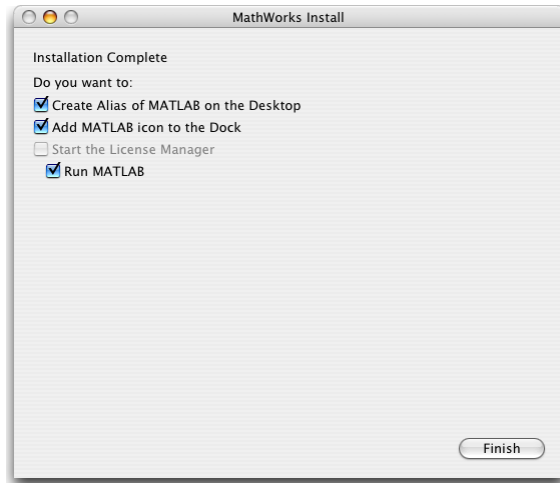 MathWorks Install
Installation Complete
Do you want to:
Create Alias of MATLAB on the Desktop
Add MATLAB icon to the Dock
Start the License Manager
Run MATLAB
Finish